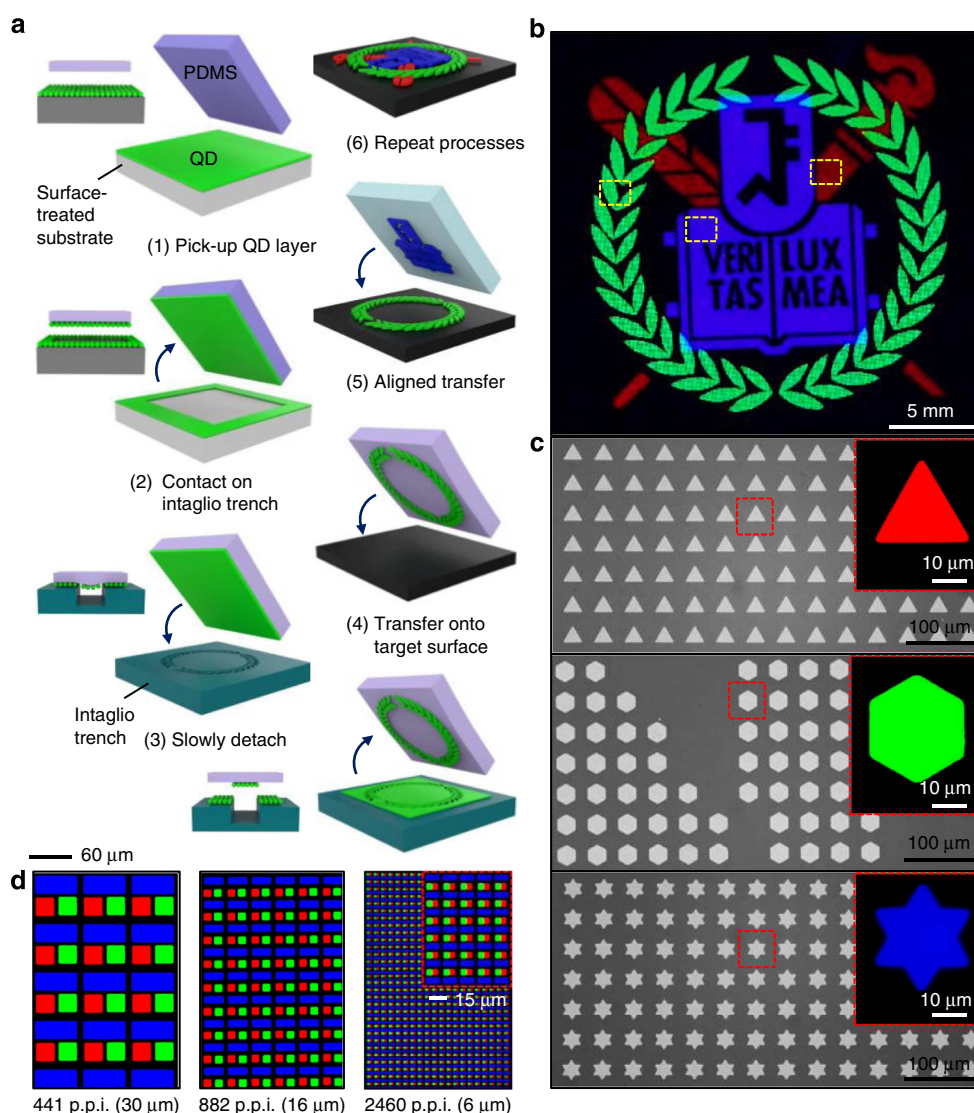 a
PDMS
QD
Surface-
treated
substrate
(1) Pick-up QD layer
(2) Contact on
intaglio trench
Intaglio
trench
(3) Slowly detach
(4) Transfer onto
target surface
(5) Aligned transfer
(6) Repeat processes
b
VERI
TAS
LUX
MEA
5 mm
c
10 μm
100 μm
10 μm
100 μm
10 μm
100 μm
d
60 μm
15 μm
441 p.p.i. (30 μm)
882 p.p.i. (16 μm)
2460 p.p.i. (6 μm)